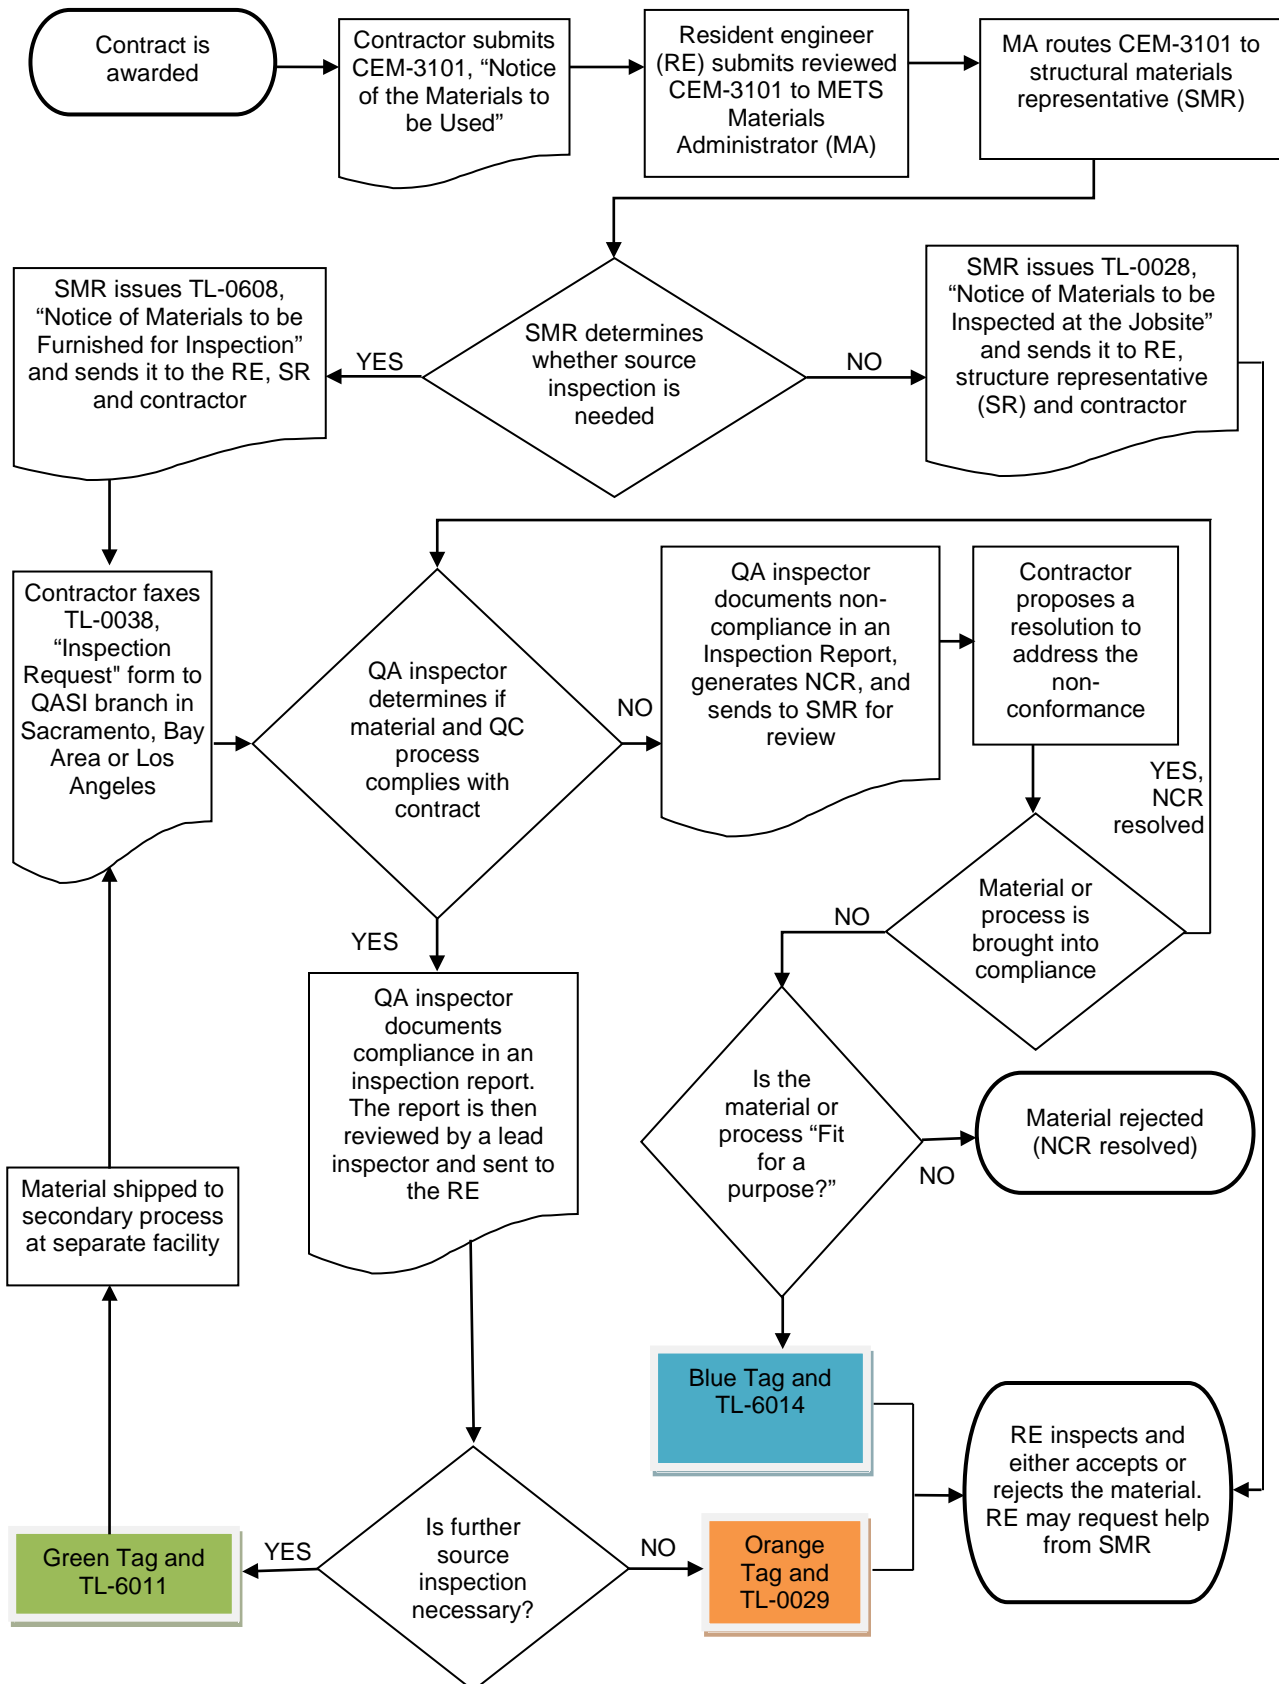 Contract is
awarded
Contractor submits
CEM-3101, “Notice
of the Materials to
be Used”
Resident engineer
(RE) submits reviewed
CEM-3101 to METS
Materials
Administrator (MA)
MA routes CEM-3101 to
structural materials
representative (SMR)
SMR issues TL-0608,
“Notice of Materials to be
Furnished for Inspection”
and sends it to the RE, SR
and contractor
YES
SMR determines
whether source
inspection is
needed
NO
SMR issues TL-0028,
“Notice of Materials to be
Inspected at the Jobsite”
and sends it to RE,
structure representative
(SR) and contractor
Contractor faxes
TL-0038,
“Inspection
Request" form to
QASI branch in
Sacramento, Bay
Area or Los
Angeles
QA inspector
determines if
material and QC
process
complies with
contract
NO
QA inspector
documents non-
compliance in an
Inspection Report,
generates NCR, and
sends to SMR for
review
Contractor
proposes a
resolution to
address the
non-
conformance
YES,
NCR
resolved
Material or
process is
brought into
compliance
NO
YES
QA inspector
documents
compliance in an
inspection report.
The report is then
reviewed by a lead
inspector and sent to
the RE
Is the
material or
process “Fit
for a
purpose?”
NO
Material rejected
(NCR resolved)
Material shipped to
secondary process
at separate facility
Blue Tag and
TL-6014
RE inspects and
either accepts or
rejects the material.
RE may request help
from SMR
Green Tag and
TL-6011
YES
Is further
source
inspection
necessary?
NO
Orange
Tag and
TL-0029